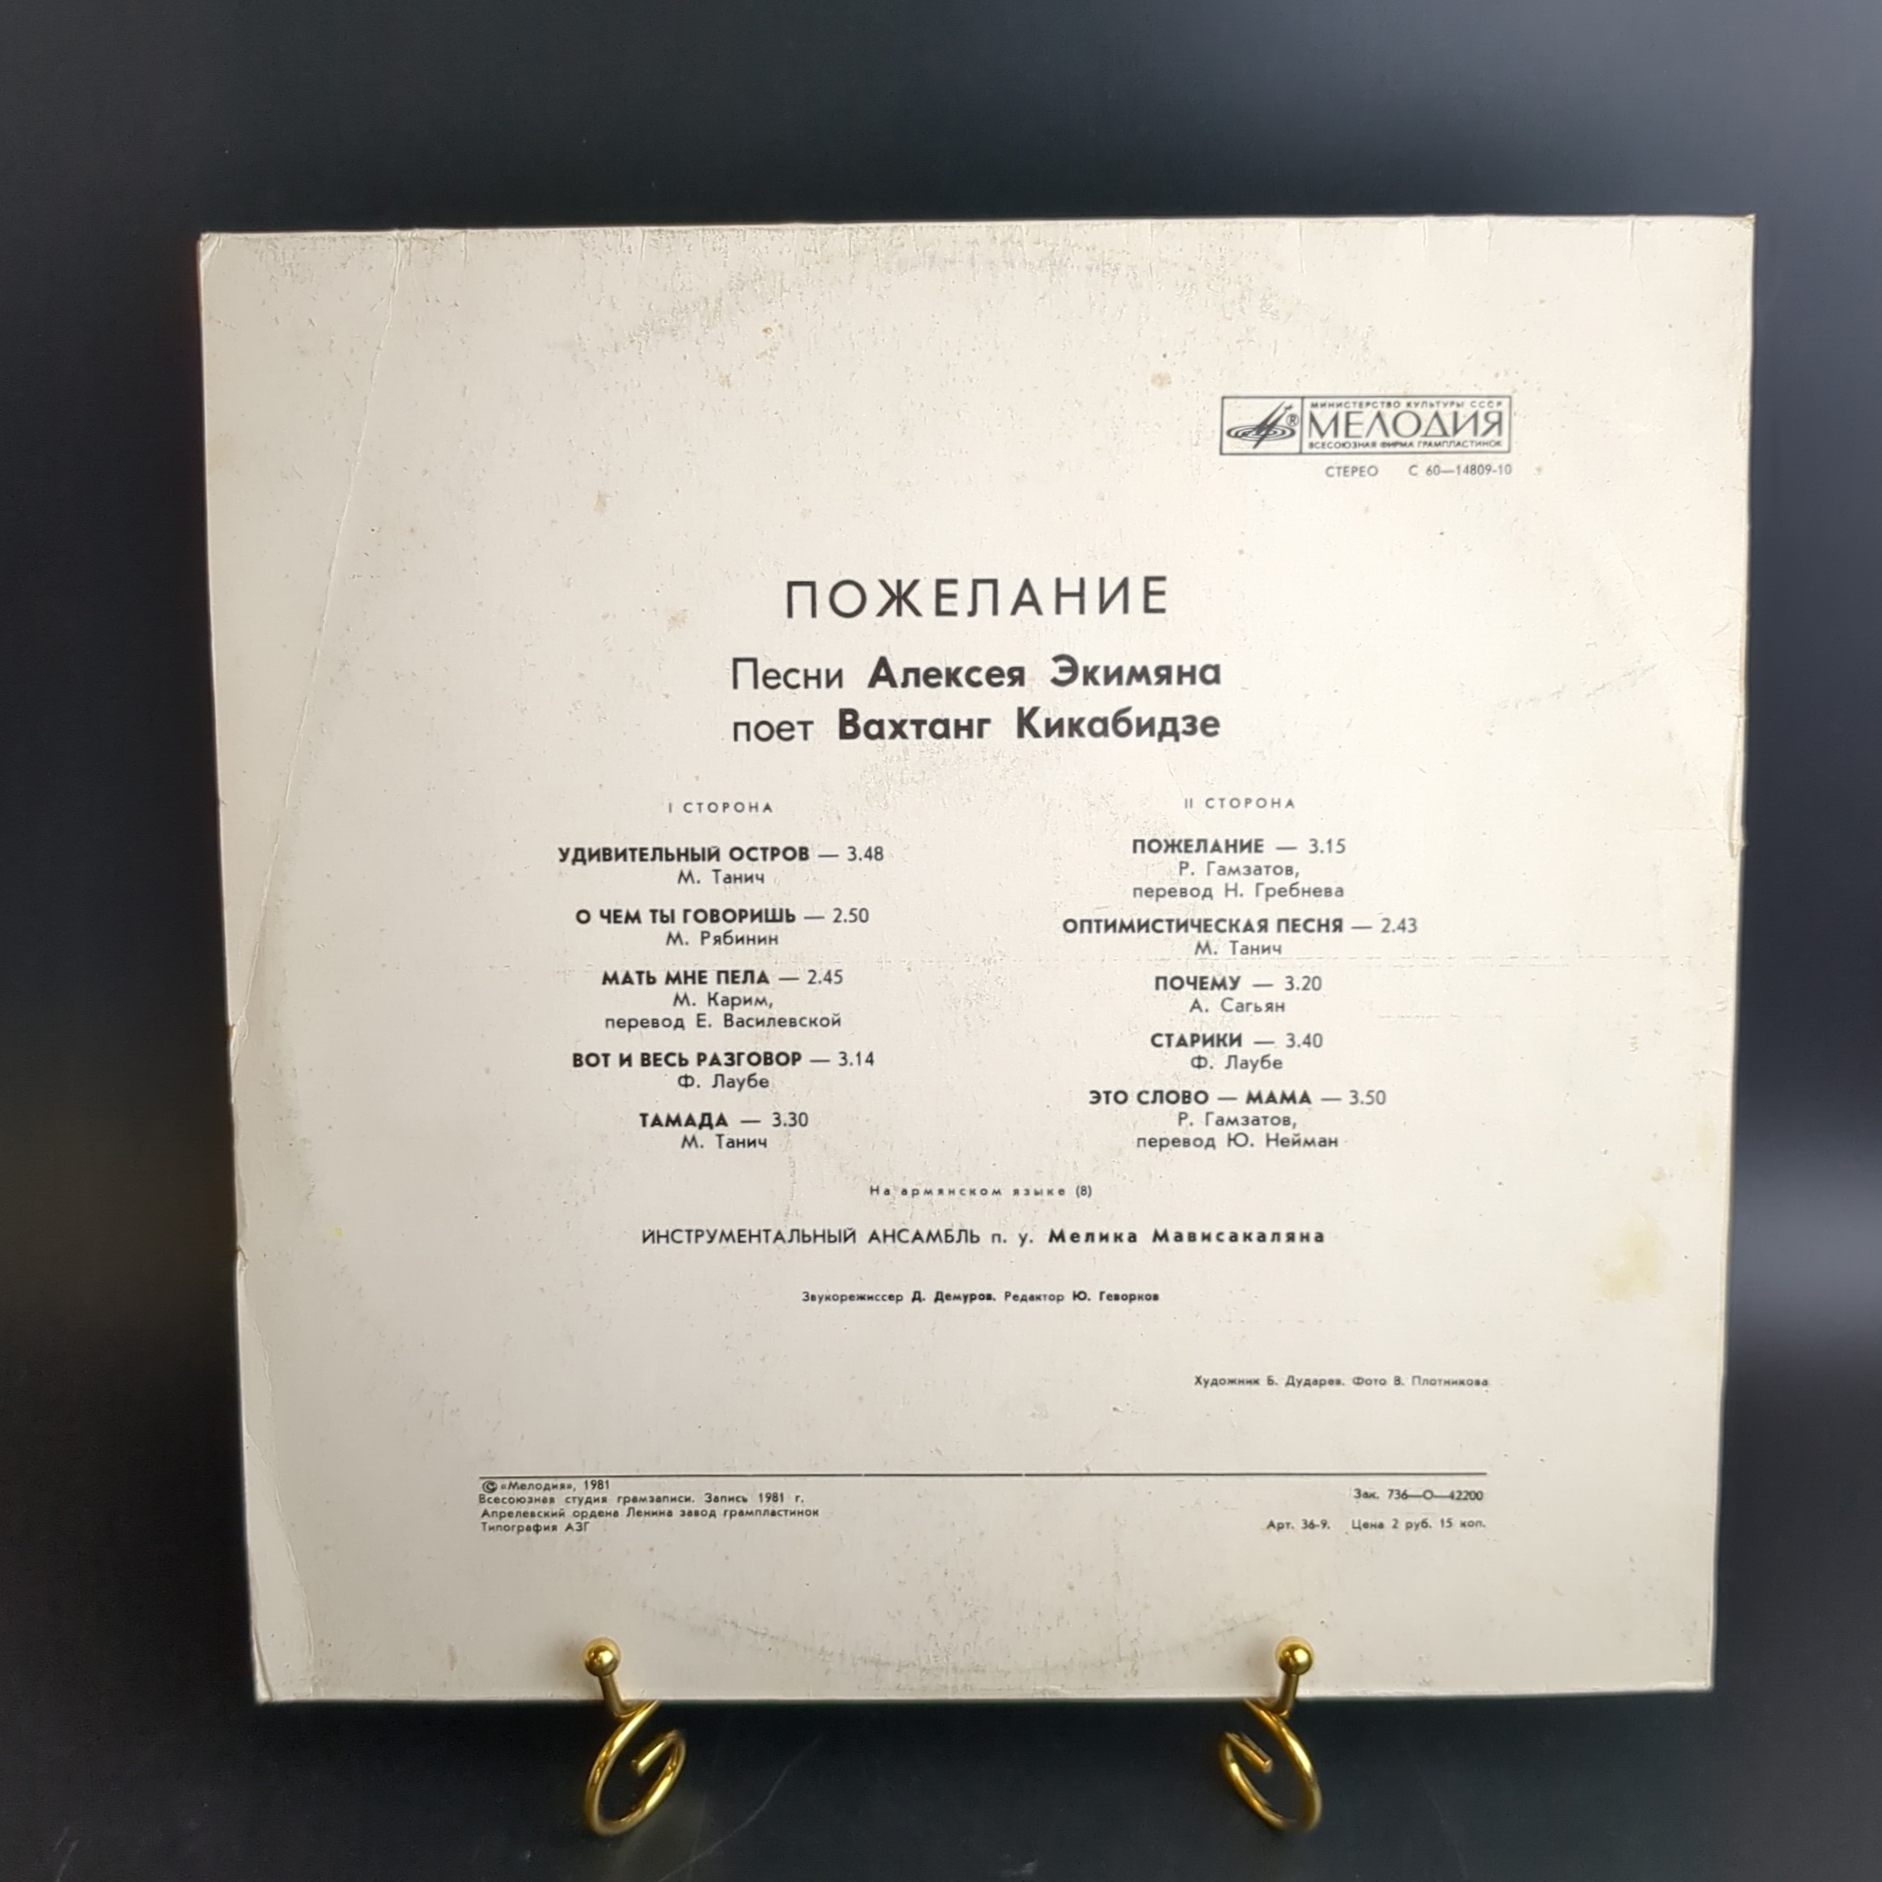 МИНИСТЕРСТВО КУЛЬТУРЫ СССР
МЕЛОДИЯ
ВСЕСОЮЗНАЯ ФИРМА ГРАМПЛАСТИНОК
СТЕРЕО С 60—14809-10
ПОЖЕЛАНИЕ
Песни Алексея Экимяна
поет Вахтанг Кикабидзе
I СТОРОНА
УДИВИТЕЛЬНЫЙ ОСТРОВ — 3.48
М. Танич
О ЧЕМ ТЫ ГОВОРИШЬ — 2.50
М. Рябинин
МАТЬ МНЕ ПЕЛА — 2.45
М. Карим,
перевод Е. Василевской
ВОТ И ВЕСЬ РАЗГОВОР — 3.14
Ф. Лаубе
ТАМАДА — 3.30
М. Танич
II СТОРОНА
ПОЖЕЛАНИЕ — 3.15
Р. Гамзатов,
перевод Н. Гребнева
ОПТИМИСТИЧЕСКАЯ ПЕСНЯ — 2.43
М. Танич
ПОЧЕМУ — 3.20
А. Сагьян
СТАРИКИ — 3.40
Ф. Лаубе
ЭТО СЛОВО — МАМА — 3.50
Р. Гамзатов,
перевод Ю. Нейман
На армянском языке (8)
ИНСТРУМЕНТАЛЬНЫЙ АНСАМБЛЬ п. у. Мелика Мависакаляна
Звукорежиссер Д. Демуров. Редактор Ю. Геворков
Художник Б. Дударев. Фото В. Плотникова
© «Мелодия», 1981
Всесоюзная студия грамзаписи. Запись 1981 г.
Апрелевский ордена Ленина завод грампластинок
Типография АЗГ
Зак. 736—О—42200
Арт. 36-9. Цена 2 руб. 15 коп.